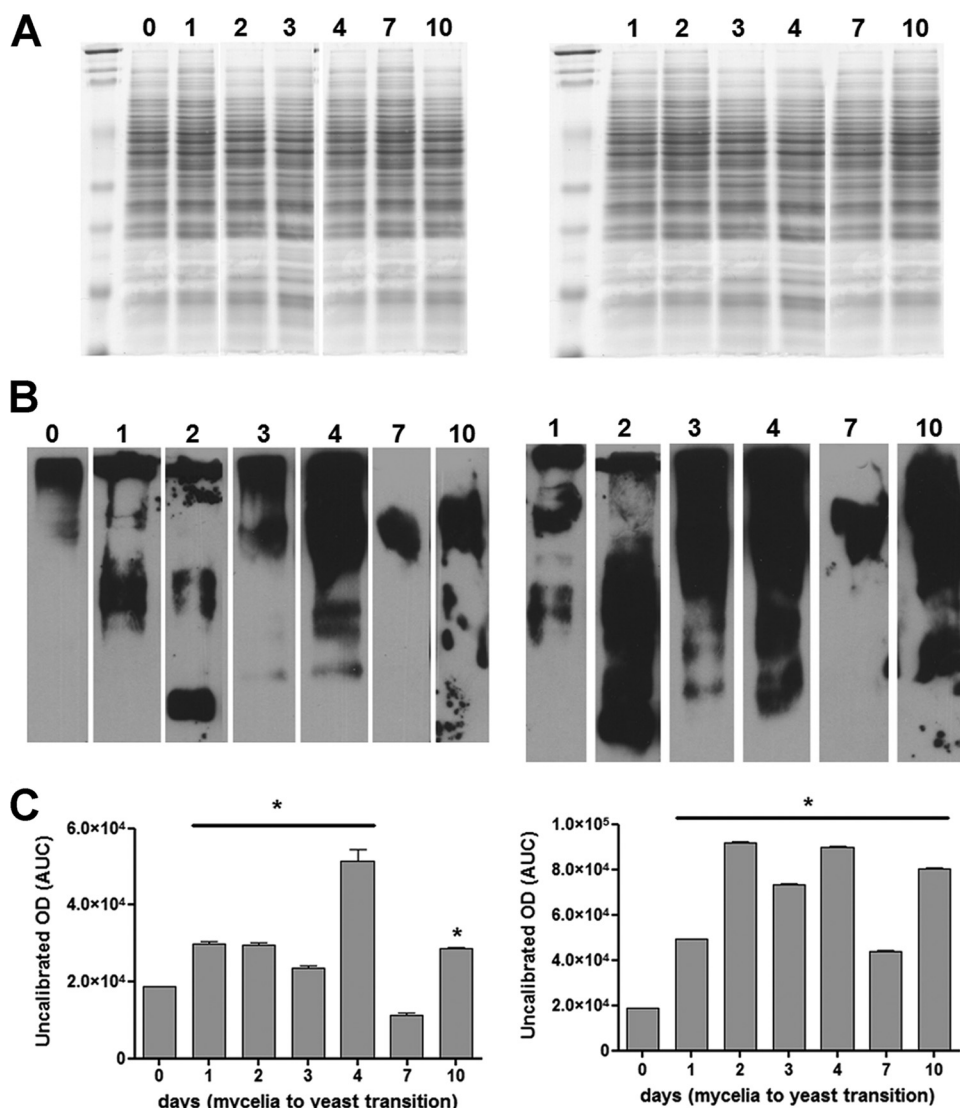 A
0 1 2 3 4 7 10
1 2 3 4 7 10
B
0 1 2 3 4 7 10
1 2 3 4 7 10
C
*
6.0×10⁴
4.0×10⁴
2.0×10⁴
0
Uncalibrated OD (AUC)
*
0 1 2 3 4 7 10
days (mycelia to yeast transition)
*
1.0×10⁵
8.0×10⁴
6.0×10⁴
4.0×10⁴
2.0×10⁴
0
Uncalibrated OD (AUC)
0 1 2 3 4 7 10
days (mycelia to yeast transition)